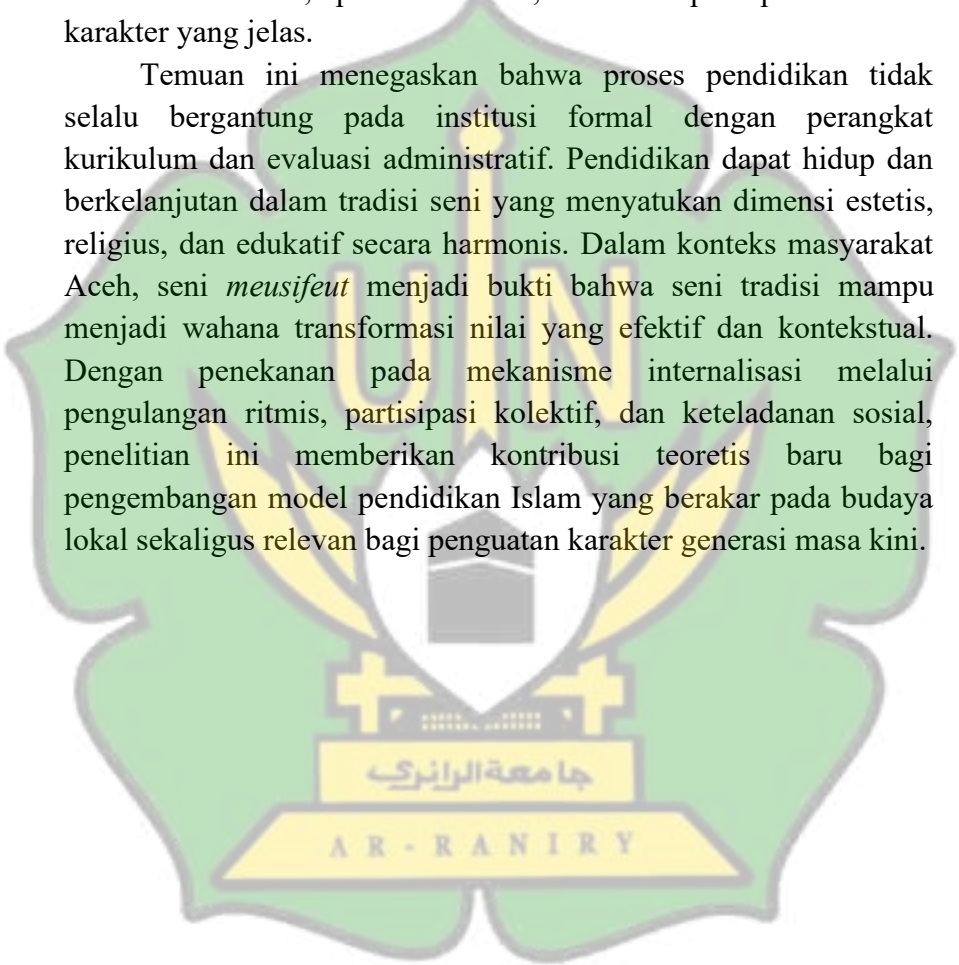 karakter yang jelas.
Temuan ini menegaskan bahwa proses pendidikan tidak
selalu bergantung pada institusi formal dengan perangkat
kurikulum dan evaluasi administratif. Pendidikan dapat hidup dan
berkelanjutan dalam tradisi seni yang menyatukan dimensi estetis,
religius, dan edukatif secara harmonis. Dalam konteks masyarakat
Aceh, seni meusifeut menjadi bukti bahwa seni tradisi mampu
menjadi wahana transformasi nilai yang efektif dan kontekstual.
Dengan penekanan pada mekanisme internalisasi melalui
pengulangan ritmis, partisipasi kolektif, dan keteladanan sosial,
penelitian ini memberikan kontribusi teoretis baru bagi
pengembangan model pendidikan Islam yang berakar pada budaya
lokal sekaligus relevan bagi penguatan karakter generasi masa kini.
UIN
جامعة الرانري
AR-RANIRY